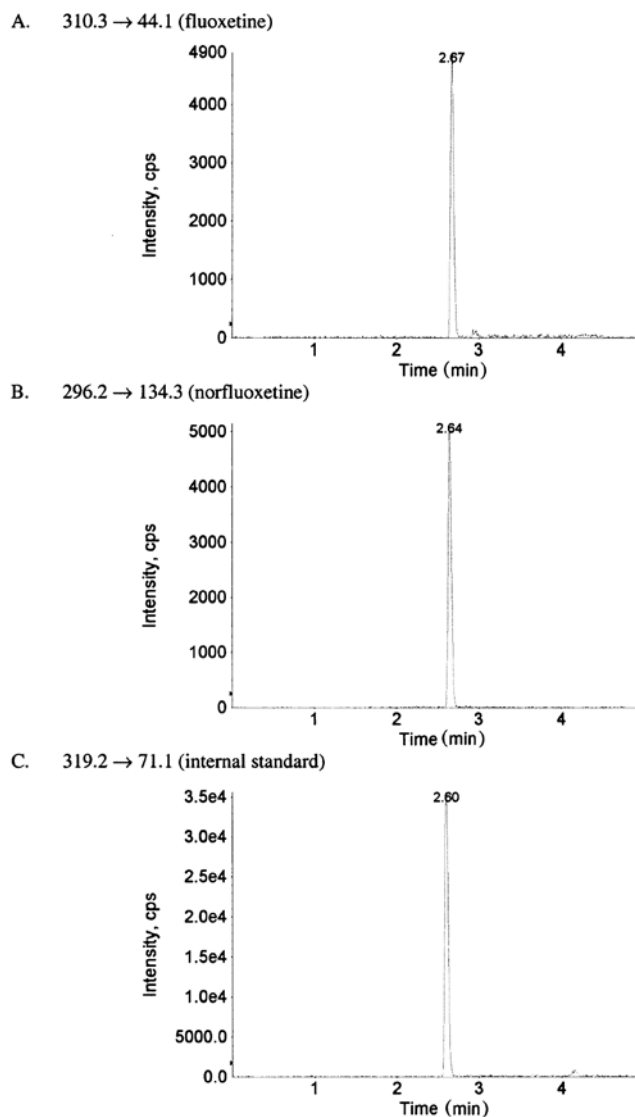 A. 310.3 → 44.1 (fluoxetine)
4900
2.67
4000
3000
2000
1000
0
Intensity, cps
1 2 3 4
Time (min)
B. 296.2 → 134.3 (norfluoxetine)
5000
2.64
4000
3000
2000
1000
0
Intensity, cps
1 2 3 4
Time (min)
C. 319.2 → 71.1 (internal standard)
3.5e4
2.60
3.0e4
2.5e4
2.0e4
1.5e4
1.0e4
5000.0
0.0
Intensity, cps
1 2 3 4
Time (min)